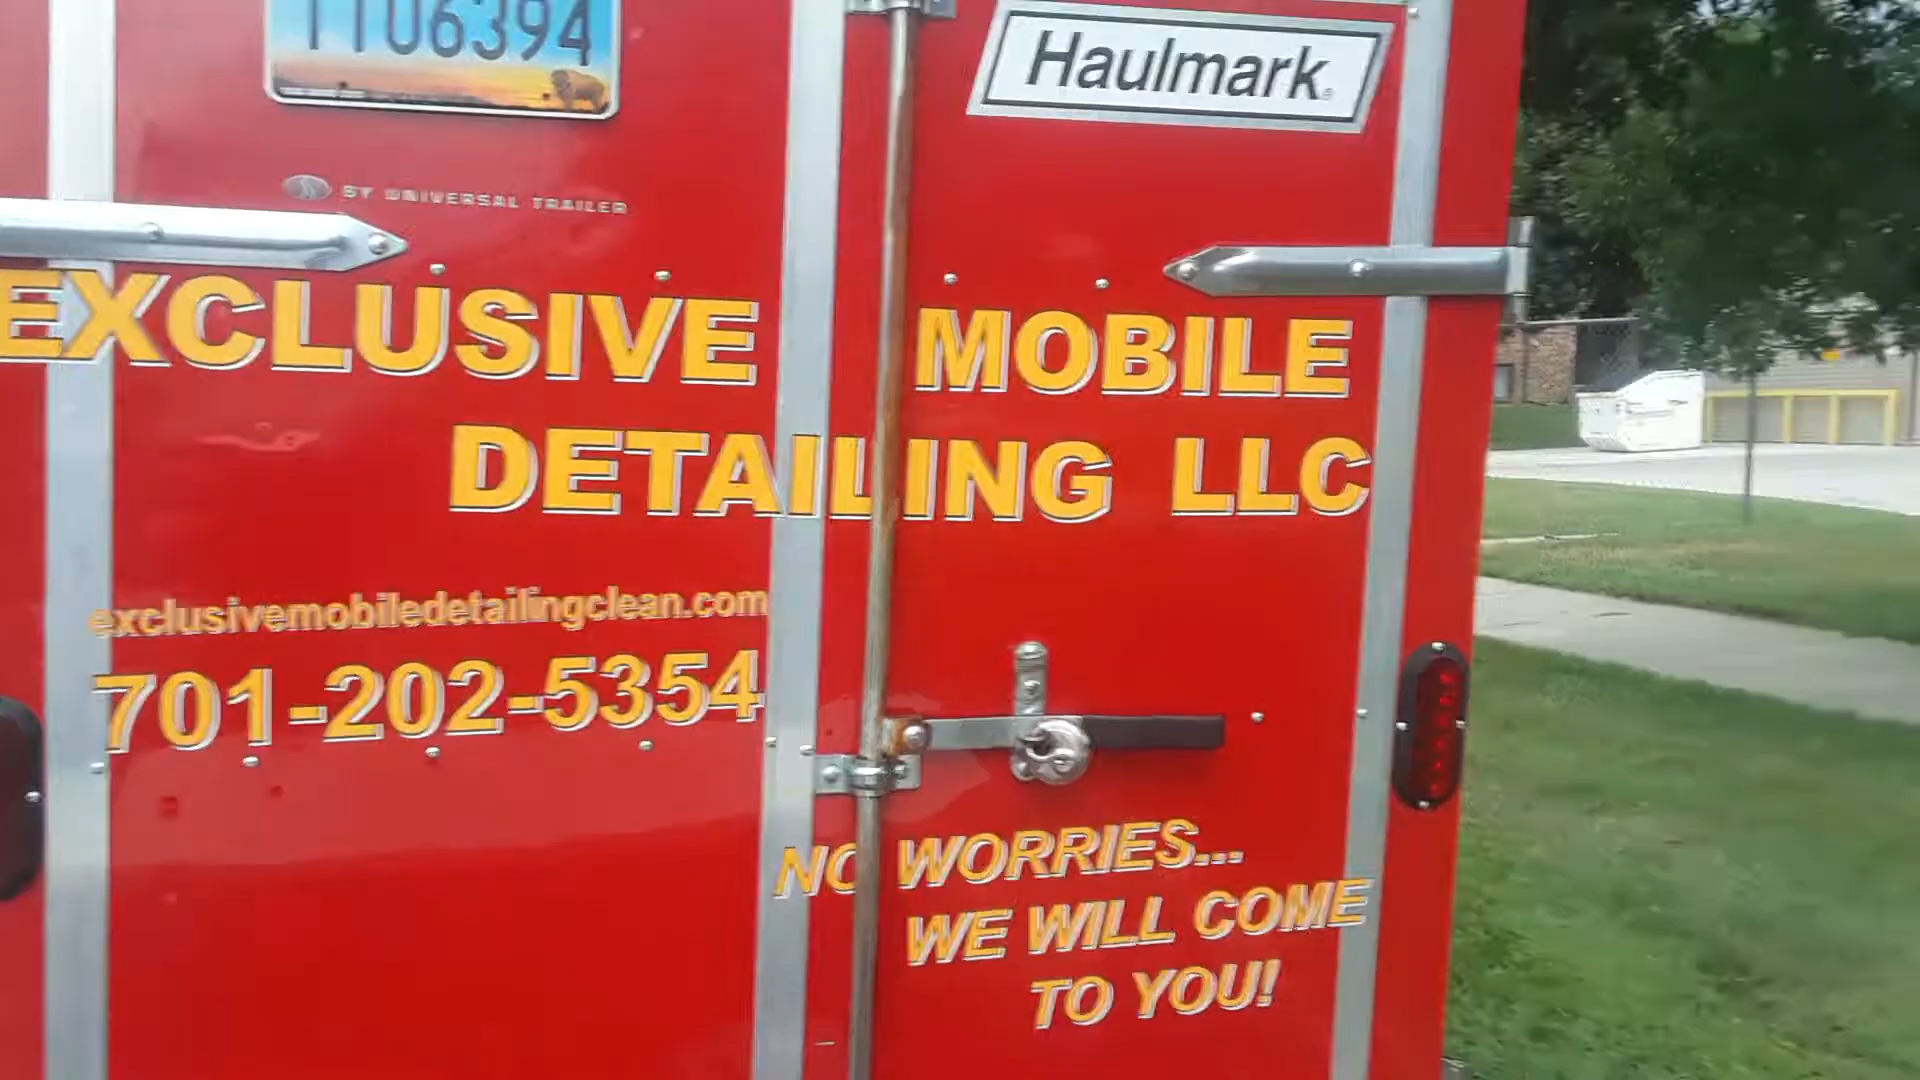 T106394
Haulmark
BY UNIVERSAL TRAILER
EXCLUSIVE MOBILE
DETAILING LLC
exclusivemobiledetailingclean.com
701-202-5354
NO WORRIES...
WE WILL COME
TO YOU!